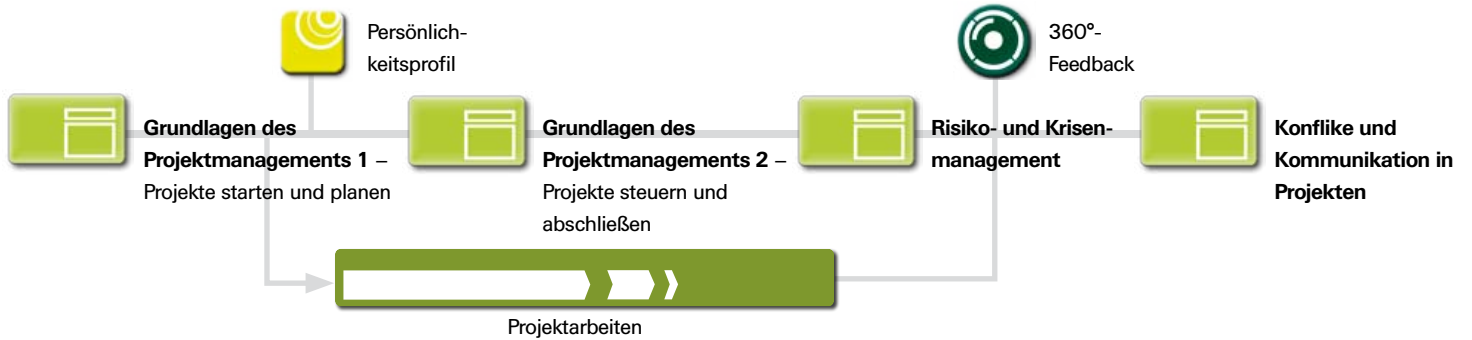 Persönlich-
keitsprofil
360°-
Feedback
Grundlagen des
Projektmanagements 1 –
Projekte starten und planen
Grundlagen des
Projektmanagements 2 –
Projekte steuern und
abschließen
Risiko- und Krisen-
management
Konflike und
Kommunikation in
Projekten
Projektarbeiten